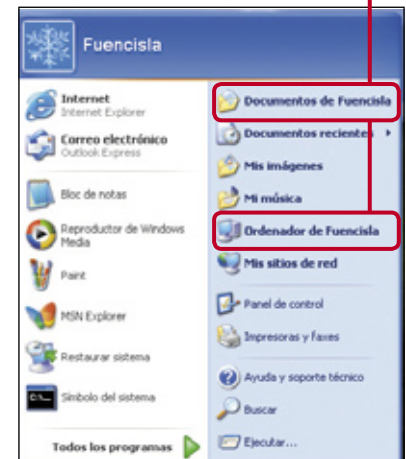 Fuencisla
Internet
Internet Explorer
Correo electrónico
Outlook Express
Bloc de notas
Reproductor de Windows
Media
Paint
MSN Explorer
Restaurar sistema
Símbolo del sistema
Todos los programas
Documentos de Fuencisla
Documentos recientes
Mis imágenes
Mi música
Ordenador de Fuencisla
Mis sitios de red
Panel de control
Impresoras y faxes
Ayuda y soporte técnico
Buscar
Ejecutar...